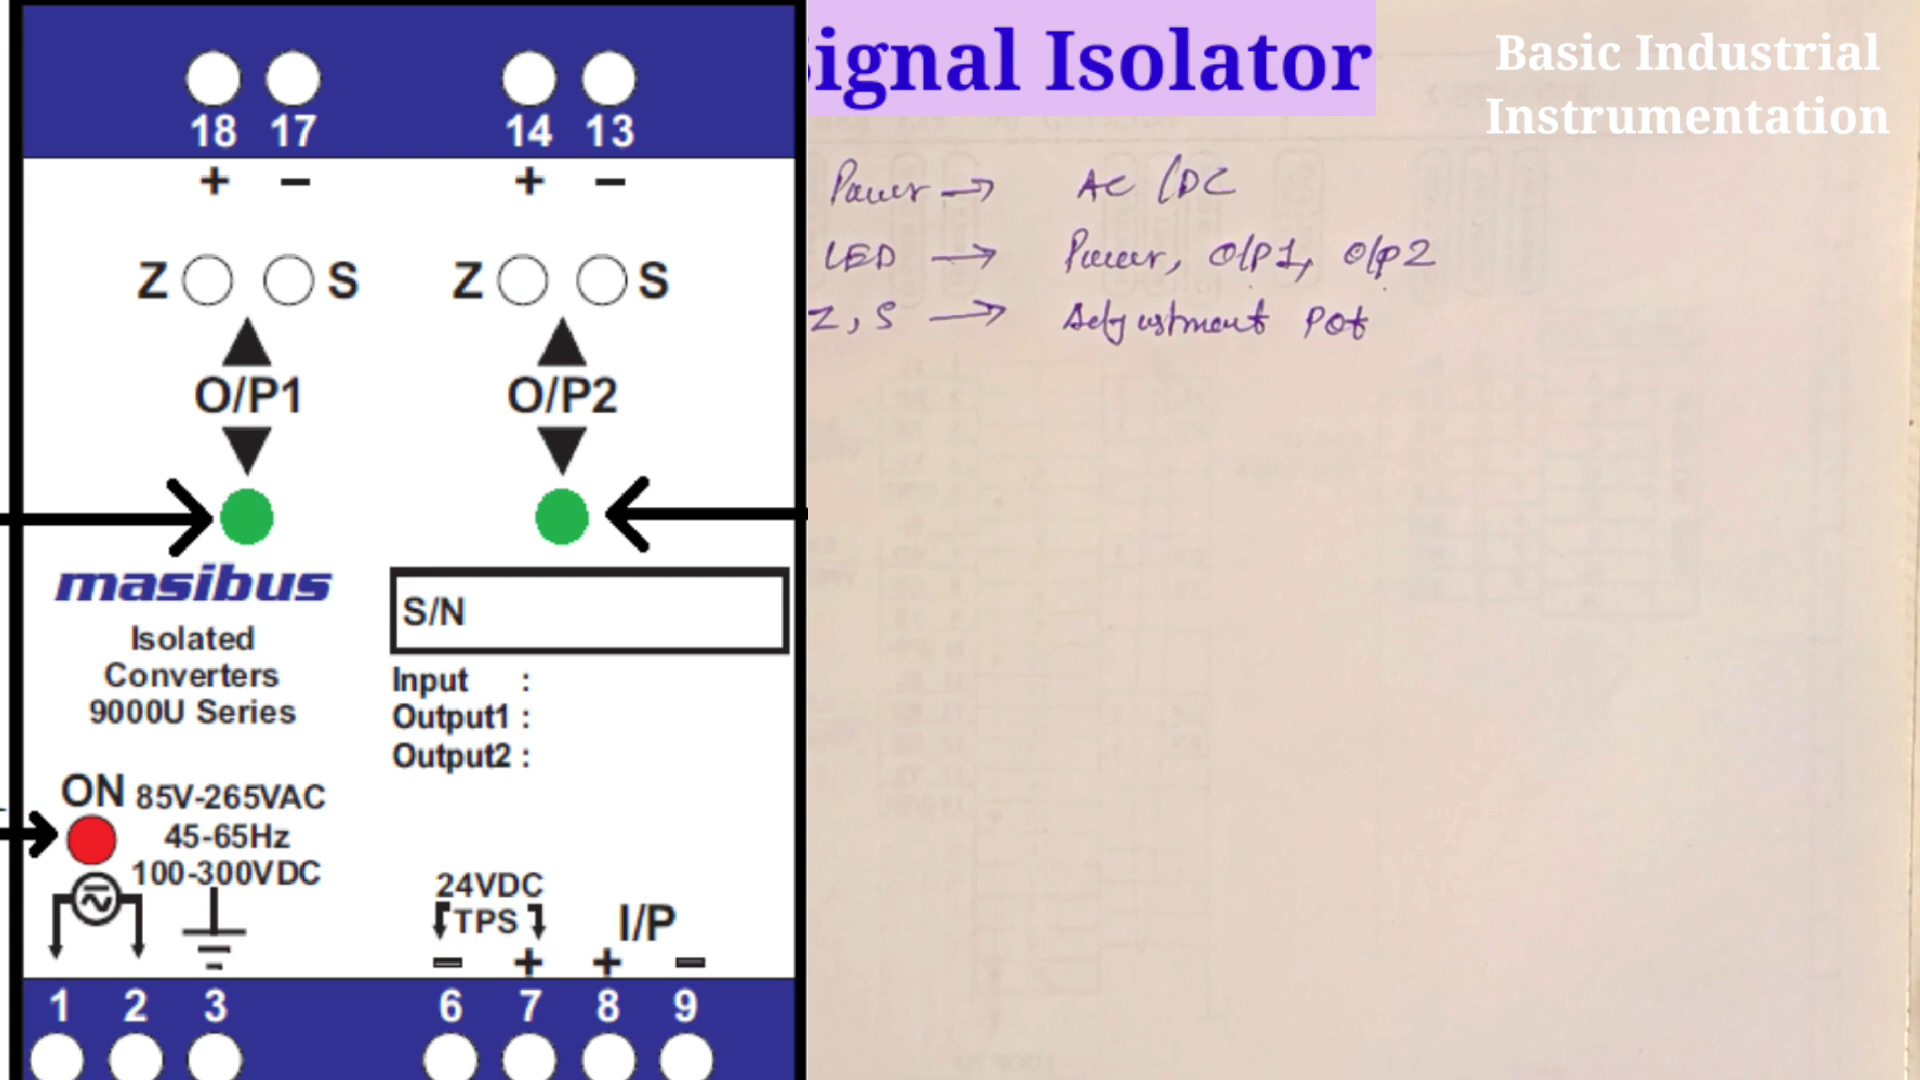 18 17 14 13
+ − + −
Z S Z S
O/P1 O/P2
masibus
Isolated
Converters
9000U Series
S/N
Input :
Output1 :
Output2 :
ON 85V-265VAC
45-65Hz
100-300VDC
24VDC
TPS
I/P
− + + −
1 2 3 6 7 8 9
Signal Isolator
Basic Industrial
Instrumentation
Power → AC/DC
LED → Power, O/P1, O/P2
Z, S → Adjustment Pot